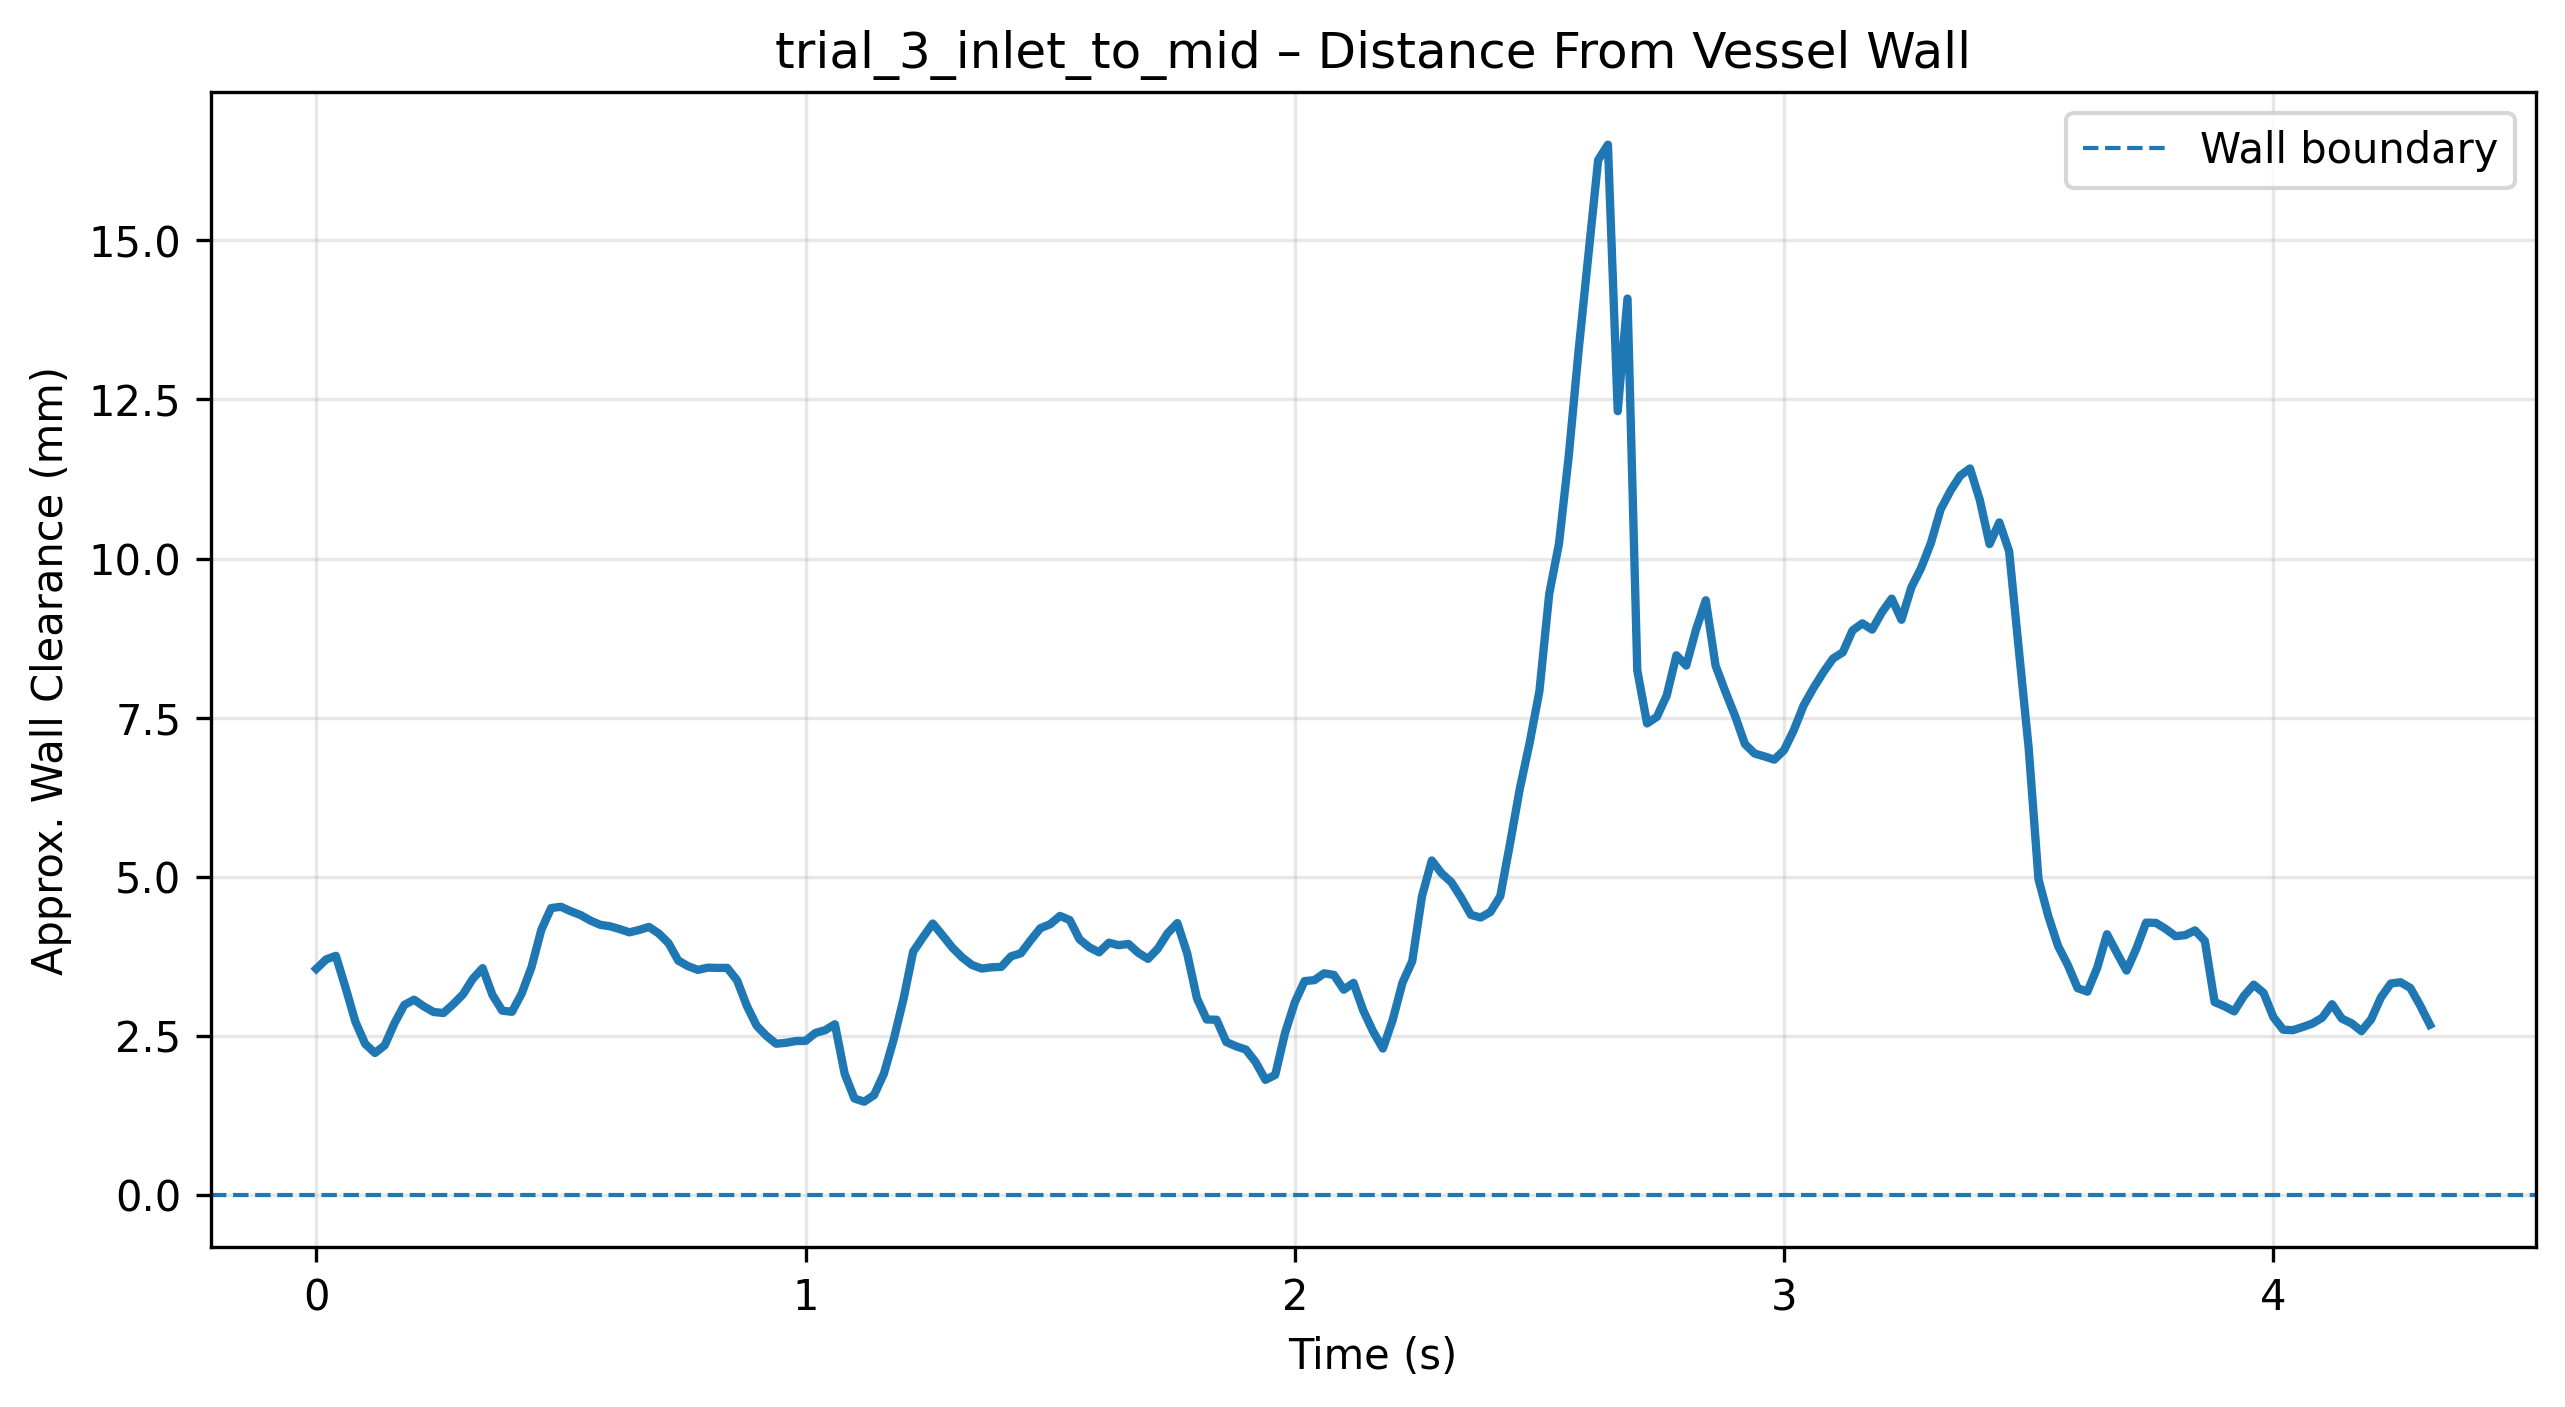 trial_3_inlet_to_mid – Distance From Vessel Wall
Wall boundary
Approx. Wall Clearance (mm)
15.0
12.5
10.0
7.5
5.0
2.5
0.0
0 1 2 3 4
Time (s)